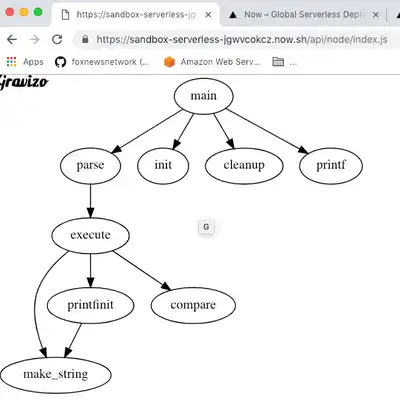 https://sandbox-serverless-jg
Now – Global Serverless Depl
https://sandbox-serverless-jgwvcokcz.now.sh/api/node/index.js
Apps
foxnewsnetwork (...
Amazon Web Serv...
–
Gravizo
main
parse
init
cleanup
printf
execute
G
printfinit
compare
make_string